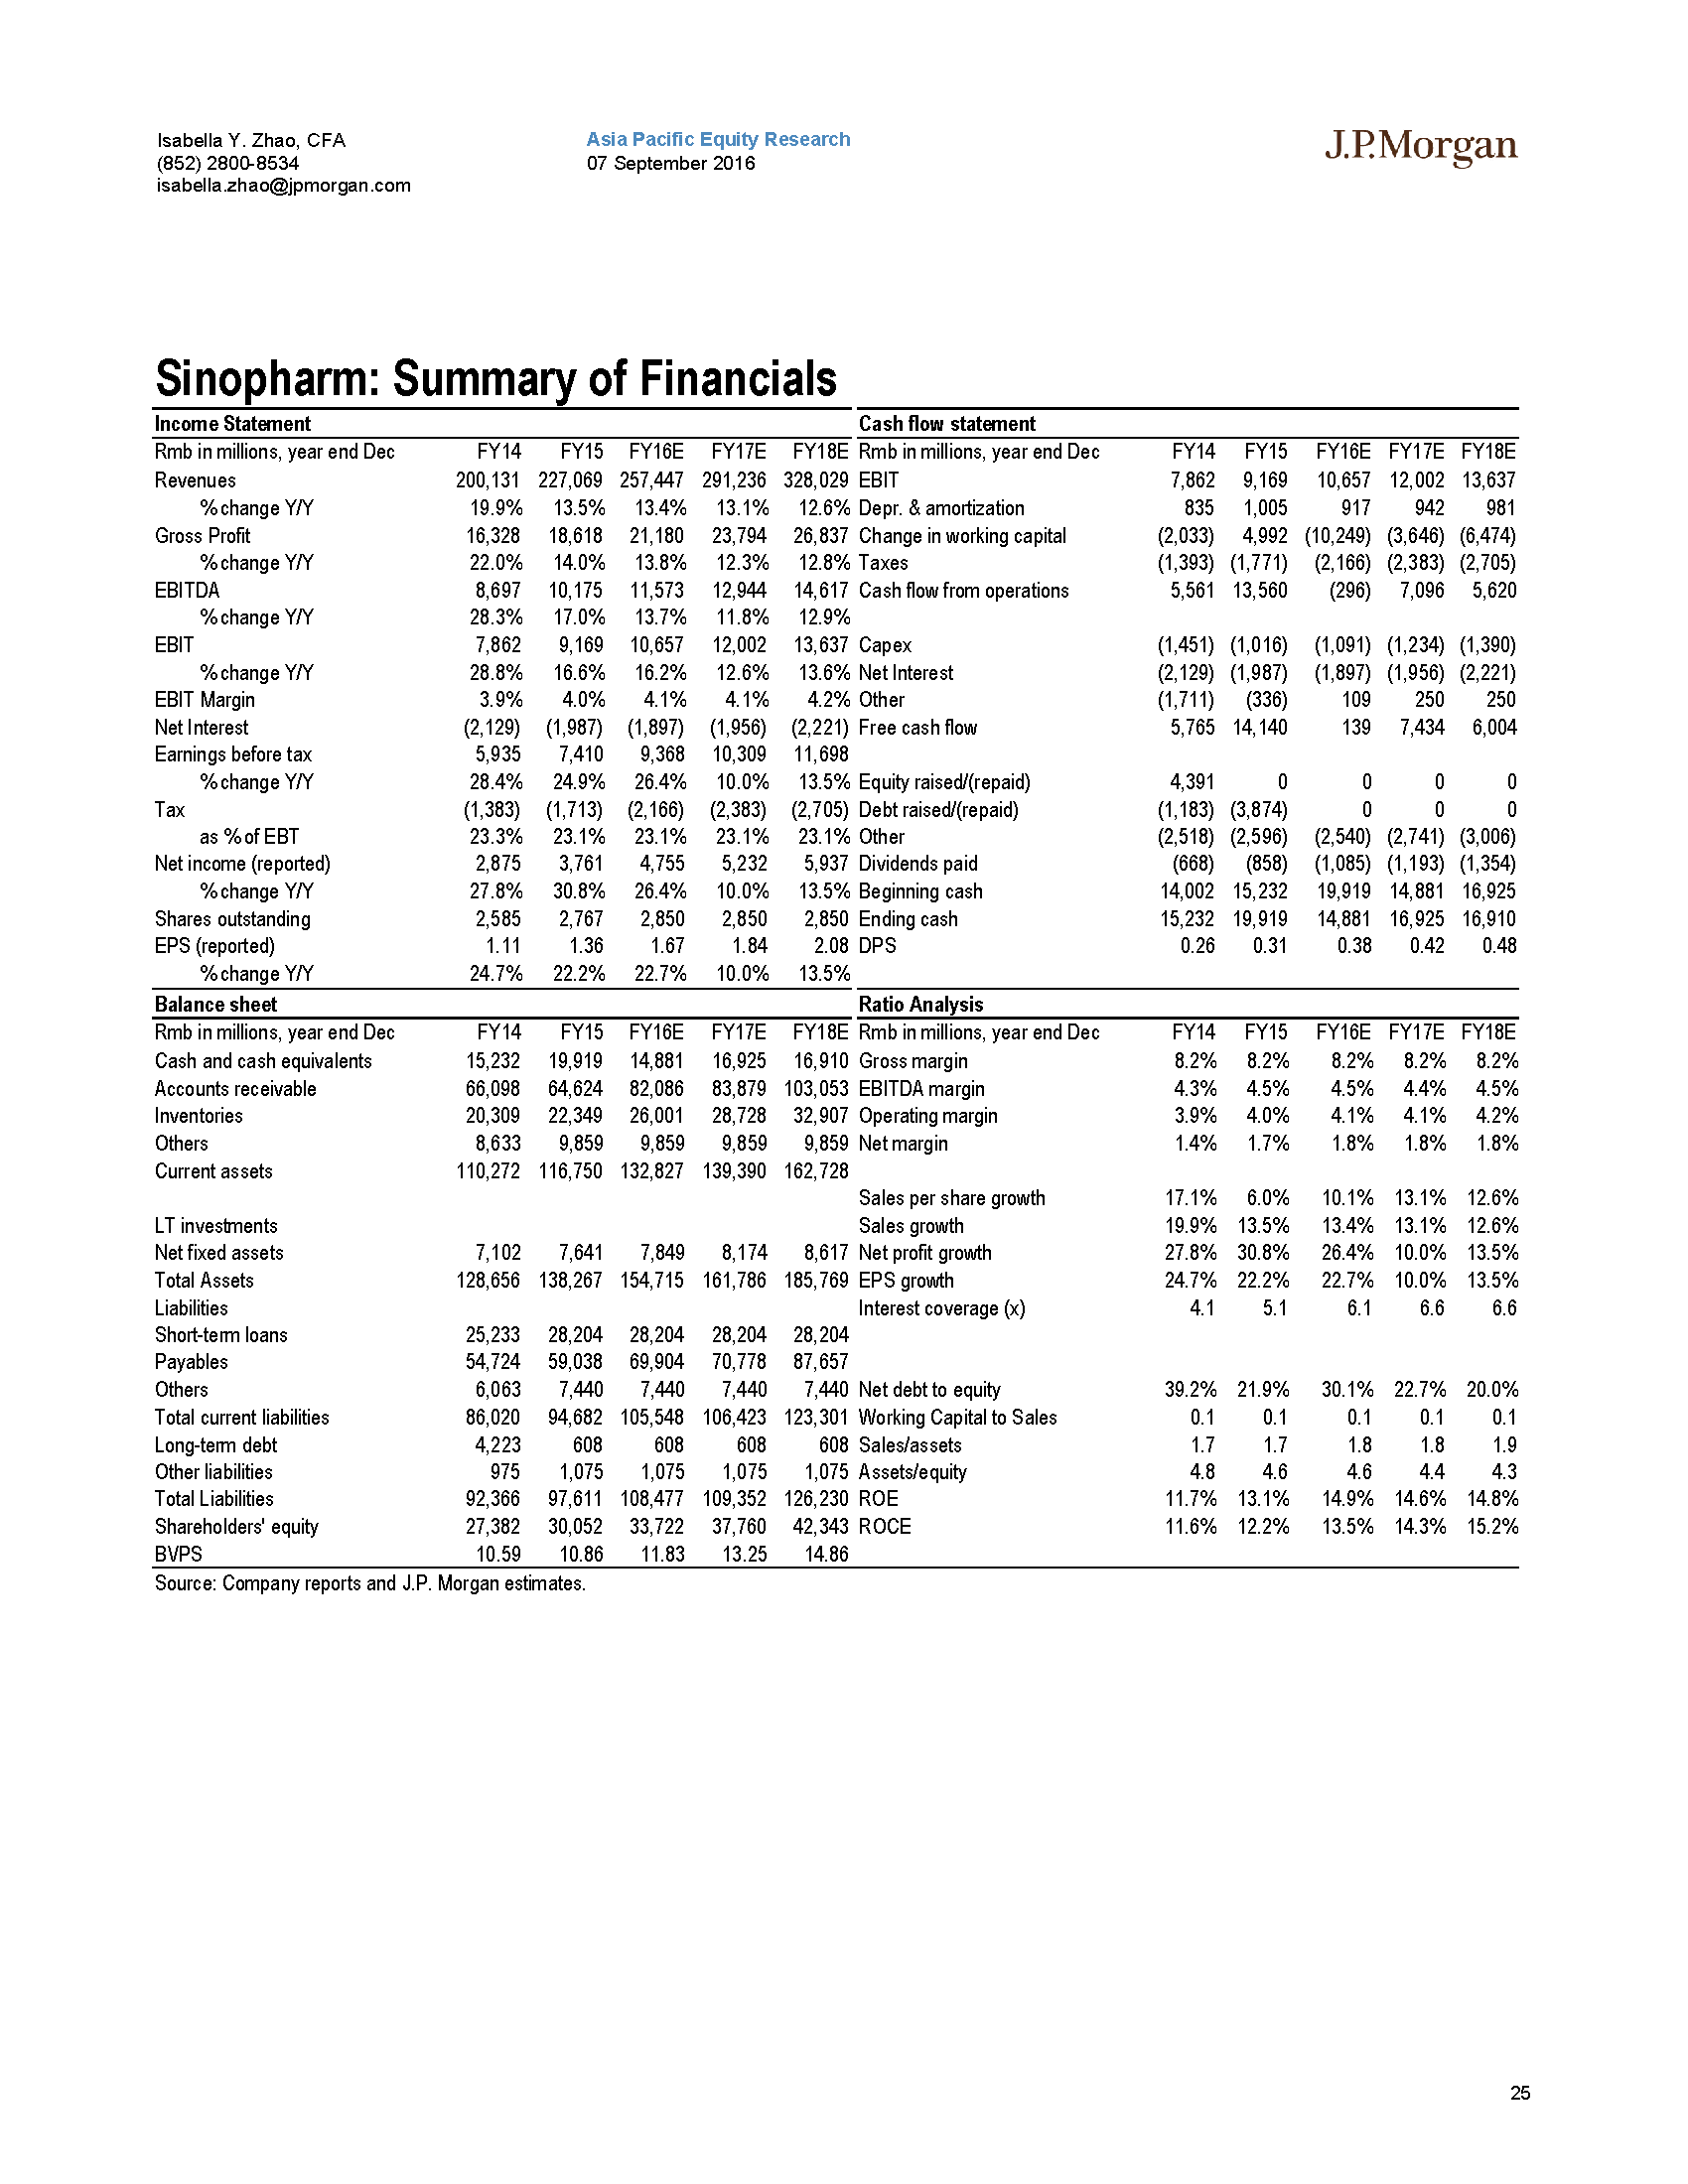 Isabella Y. Zhao, CFA
(852) 2800-8534
isabella.zhao@jpmorgan.com
Asia Pacific Equity Research
07 September 2016
J.P.Morgan
Sinopharm: Summary of Financials
Income Statement
Rmb in millions, year end Dec FY14 FY15 FY16E FY17E FY18E
Revenues 200,131 227,069 257,447 291,236 328,029
% change Y/Y 19.9% 13.5% 13.4% 13.1% 12.6%
Gross Profit 16,328 18,618 21,180 23,794 26,837
% change Y/Y 22.0% 14.0% 13.8% 12.3% 12.8%
EBITDA 8,697 10,175 11,573 12,944 14,617
% change Y/Y 28.3% 17.0% 13.7% 11.8% 12.9%
EBIT 7,862 9,169 10,657 12,002 13,637
% change Y/Y 28.8% 16.6% 16.2% 12.6% 13.6%
EBIT Margin 3.9% 4.0% 4.1% 4.1% 4.2%
Net Interest (2,129) (1,987) (1,897) (1,956) (2,221)
Earnings before tax 5,935 7,410 9,368 10,309 11,698
% change Y/Y 28.4% 24.9% 26.4% 10.0% 13.5%
Tax (1,383) (1,713) (2,166) (2,383) (2,705)
as % of EBT 23.3% 23.1% 23.1% 23.1% 23.1%
Net income (reported) 2,875 3,761 4,755 5,232 5,937
% change Y/Y 27.8% 30.8% 26.4% 10.0% 13.5%
Shares outstanding 2,585 2,767 2,850 2,850 2,850
EPS (reported) 1.11 1.36 1.67 1.84 2.08
% change Y/Y 24.7% 22.2% 22.7% 10.0% 13.5%
Cash flow statement
Rmb in millions, year end Dec FY14 FY15 FY16E FY17E FY18E
EBIT 7,862 9,169 10,657 12,002 13,637
Depr. & amortization 835 1,005 917 942 981
Change in working capital (2,033) 4,992 (10,249) (3,646) (6,474)
Taxes (1,393) (1,771) (2,166) (2,383) (2,705)
Cash flow from operations 5,561 13,560 (296) 7,096 5,620
Capex (1,451) (1,016) (1,091) (1,234) (1,390)
Net Interest (2,129) (1,987) (1,897) (1,956) (2,221)
Other (1,711) (336) 109 250 250
Free cash flow 5,765 14,140 139 7,434 6,004
Equity raised/(repaid) 4,391 0 0 0 0
Debt raised/(repaid) (1,183) (3,874) 0 0 0
Other (2,518) (2,596) (2,540) (2,741) (3,006)
Dividends paid (668) (858) (1,085) (1,193) (1,354)
Beginning cash 14,002 15,232 19,919 14,881 16,925
Ending cash 15,232 19,919 14,881 16,925 16,910
DPS 0.26 0.31 0.38 0.42 0.48
Balance sheet
Rmb in millions, year end Dec FY14 FY15 FY16E FY17E FY18E
Cash and cash equivalents 15,232 19,919 14,881 16,925 16,910
Accounts receivable 66,098 64,624 82,086 83,879 103,053
Inventories 20,309 22,349 26,001 28,728 32,907
Others 8,633 9,859 9,859 9,859 9,859
Current assets 110,272 116,750 132,827 139,390 162,728
LT investments
Net fixed assets 7,102 7,641 7,849 8,174 8,617
Total Assets 128,656 138,267 154,715 161,786 185,769
Liabilities
Short-term loans 25,233 28,204 28,204 28,204 28,204
Payables 54,724 59,038 69,904 70,778 87,657
Others 6,063 7,440 7,440 7,440 7,440
Total current liabilities 86,020 94,682 105,548 106,423 123,301
Long-term debt 4,223 608 608 608 608
Other liabilities 975 1,075 1,075 1,075 1,075
Total Liabilities 92,366 97,611 108,477 109,352 126,230
Shareholders' equity 27,382 30,052 33,722 37,760 42,343
BVPS 10.59 10.86 11.83 13.25 14.86
Ratio Analysis
Rmb in millions, year end Dec FY14 FY15 FY16E FY17E FY18E
Gross margin 8.2% 8.2% 8.2% 8.2% 8.2%
EBITDA margin 4.3% 4.5% 4.5% 4.4% 4.5%
Operating margin 3.9% 4.0% 4.1% 4.1% 4.2%
Net margin 1.4% 1.7% 1.8% 1.8% 1.8%
Sales per share growth 17.1% 6.0% 10.1% 13.1% 12.6%
Sales growth 19.9% 13.5% 13.4% 13.1% 12.6%
Net profit growth 27.8% 30.8% 26.4% 10.0% 13.5%
EPS growth 24.7% 22.2% 22.7% 10.0% 13.5%
Interest coverage (x) 4.1 5.1 6.1 6.6 6.6
Net debt to equity 39.2% 21.9% 30.1% 22.7% 20.0%
Working Capital to Sales 0.1 0.1 0.1 0.1 0.1
Sales/assets 1.7 1.7 1.8 1.8 1.9
Assets/equity 4.8 4.6 4.6 4.4 4.3
ROE 11.7% 13.1% 14.9% 14.6% 14.8%
ROCE 11.6% 12.2% 13.5% 14.3% 15.2%
Source: Company reports and J.P. Morgan estimates.
25